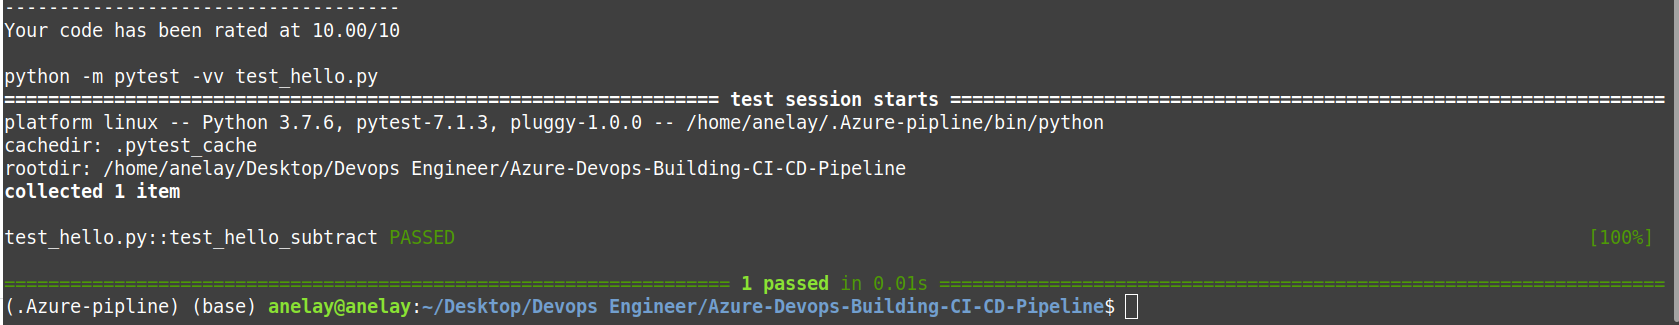 ------------------------------------
Your code has been rated at 10.00/10
python -m pytest -vv test_hello.py
================================================================= test session starts =================================================================
platform linux -- Python 3.7.6, pytest-7.1.3, pluggy-1.0.0 -- /home/anelay/.Azure-pipline/bin/python
cachedir: .pytest_cache
rootdir: /home/anelay/Desktop/Devops Engineer/Azure-Devops-Building-CI-CD-Pipeline
collected 1 item
test_hello.py::test_hello_subtract PASSED [100%]
================================================================== 1 passed in 0.01s ==================================================================
(.Azure-pipline) (base) anelay@anelay:~/Desktop/Devops Engineer/Azure-Devops-Building-CI-CD-Pipeline$